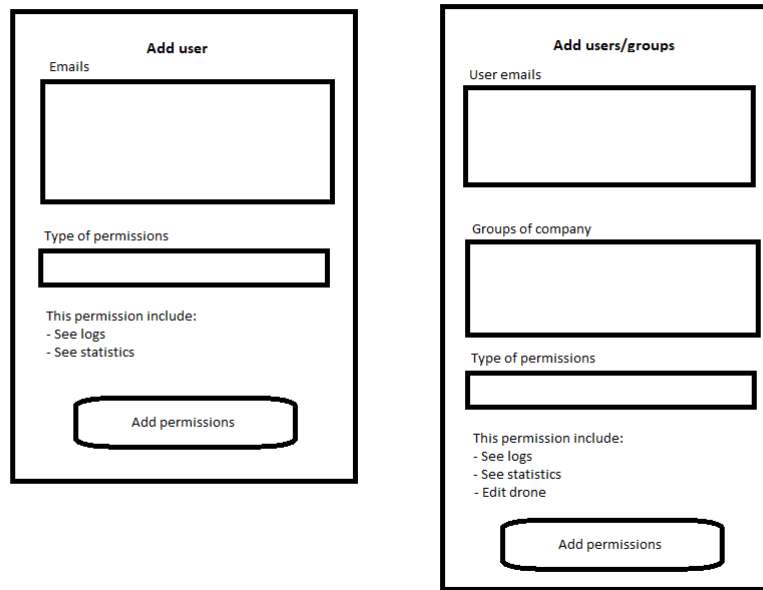 Add user
Emails
Type of permissions
This permission include:
- See logs
- See statistics
Add permissions
Add users/groups
User emails
Groups of company
Type of permissions
This permission include:
- See logs
- See statistics
- Edit drone
Add permissions